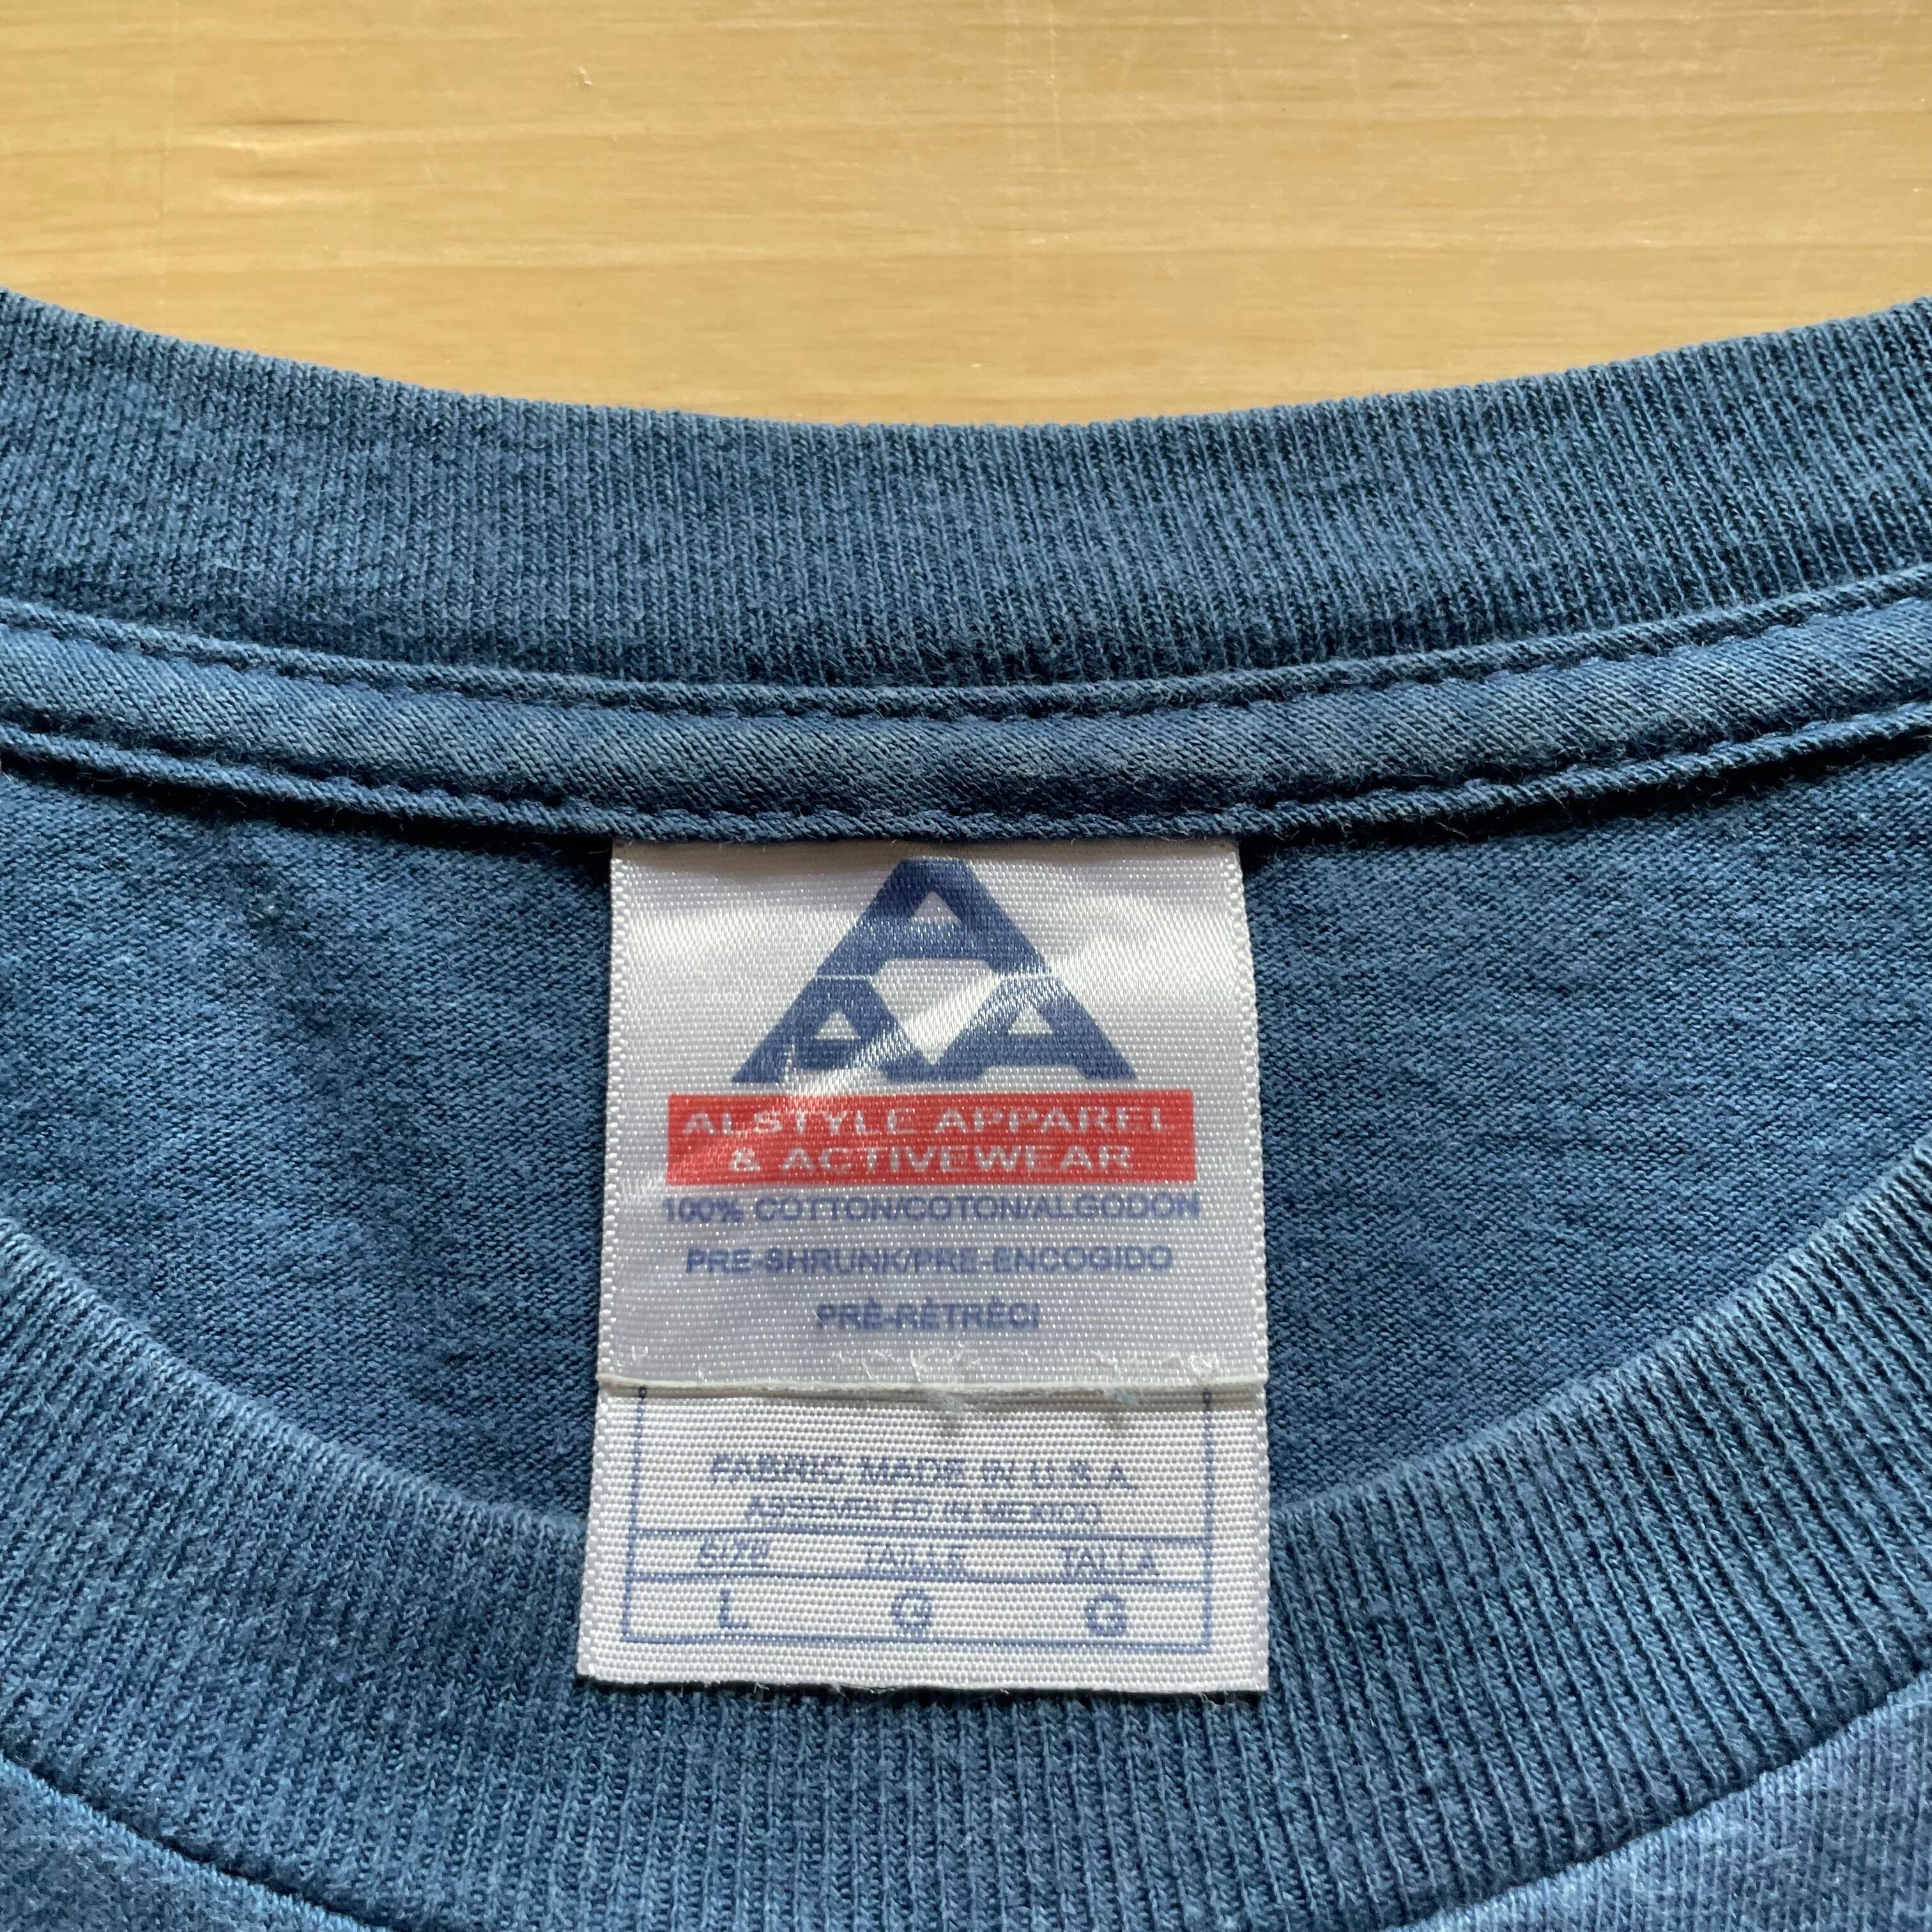 AAA
ALSTYLE APPAREL
& ACTIVEWEAR
100% COTTON/COTON/ALGODON
PRE-SHRUNK/PRE-ENCOGIDO
PRÉ-RÉTRÉCI
FABRIC MADE IN U.S.A.
ASSEMBLED IN MEXICO
SIZE TAILLE TALLA
L G G